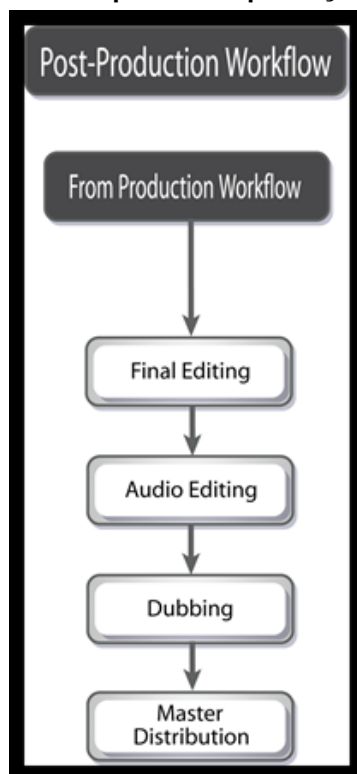 Post-Production Workflow
From Production Workflow
Final Editing
Audio Editing
Dubbing
Master
Distribution